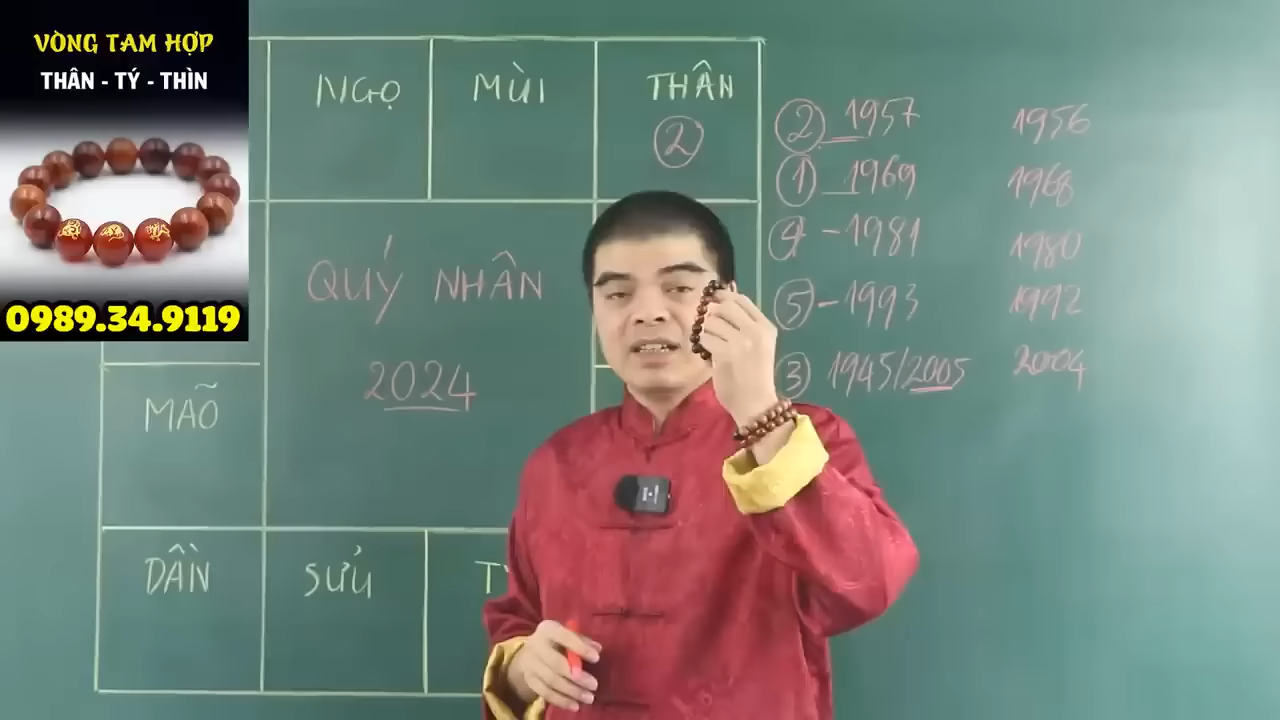 VÒNG TAM HỢP
THÂN - TÝ - THÌN
0989.34.9119
NGỌ
MÙI
THÂN
②
QUÝ NHÂN
2024
MÃO
DẦN
SỬU
② 1957 1956
① 1969 1968
④ - 1981 1980
⑤ - 1993 1992
③ 1945/2005 2004